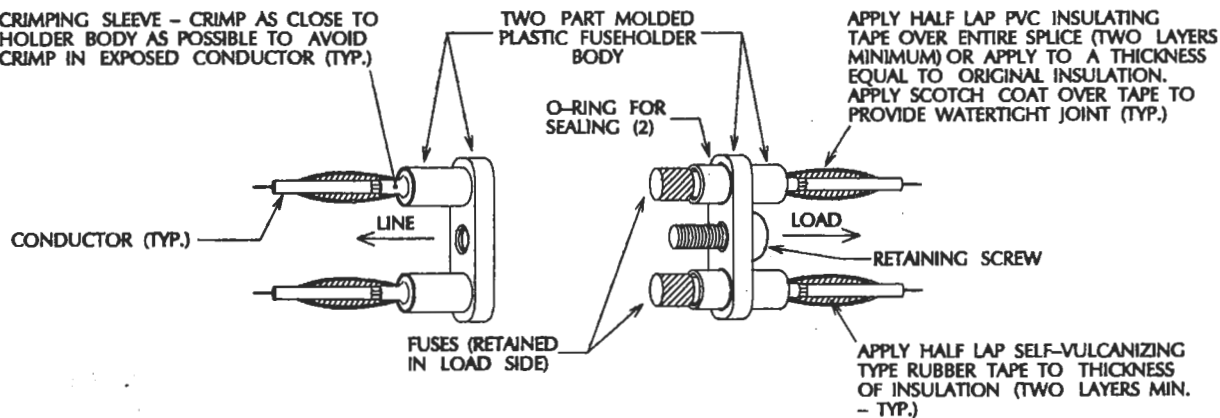 CRIMPING SLEEVE – CRIMP AS CLOSE TO
HOLDER BODY AS POSSIBLE TO AVOID
CRIMP IN EXPOSED CONDUCTOR (TYP.)
TWO PART MOLDED
PLASTIC FUSEHOLDER
BODY
APPLY HALF LAP PVC INSULATING
TAPE OVER ENTIRE SPLICE (TWO LAYERS
MINIMUM) OR APPLY TO A THICKNESS
EQUAL TO ORIGINAL INSULATION.
APPLY SCOTCH COAT OVER TAPE TO
PROVIDE WATERTIGHT JOINT (TYP.)
O-RING FOR
SEALING (2)
LINE
LOAD
CONDUCTOR (TYP.)
RETAINING SCREW
FUSES (RETAINED
IN LOAD SIDE)
APPLY HALF LAP SELF-VULCANIZING
TYPE RUBBER TAPE TO THICKNESS
OF INSULATION (TWO LAYERS MIN.
– TYP.)